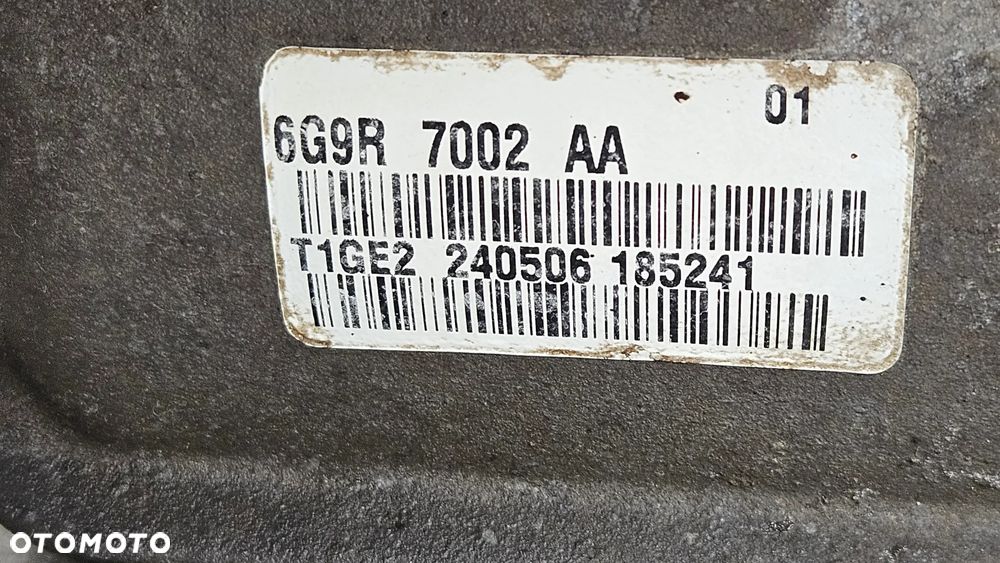 01
6G9R 7002 AA
T1GE2 240506 185241
OTOMOTO